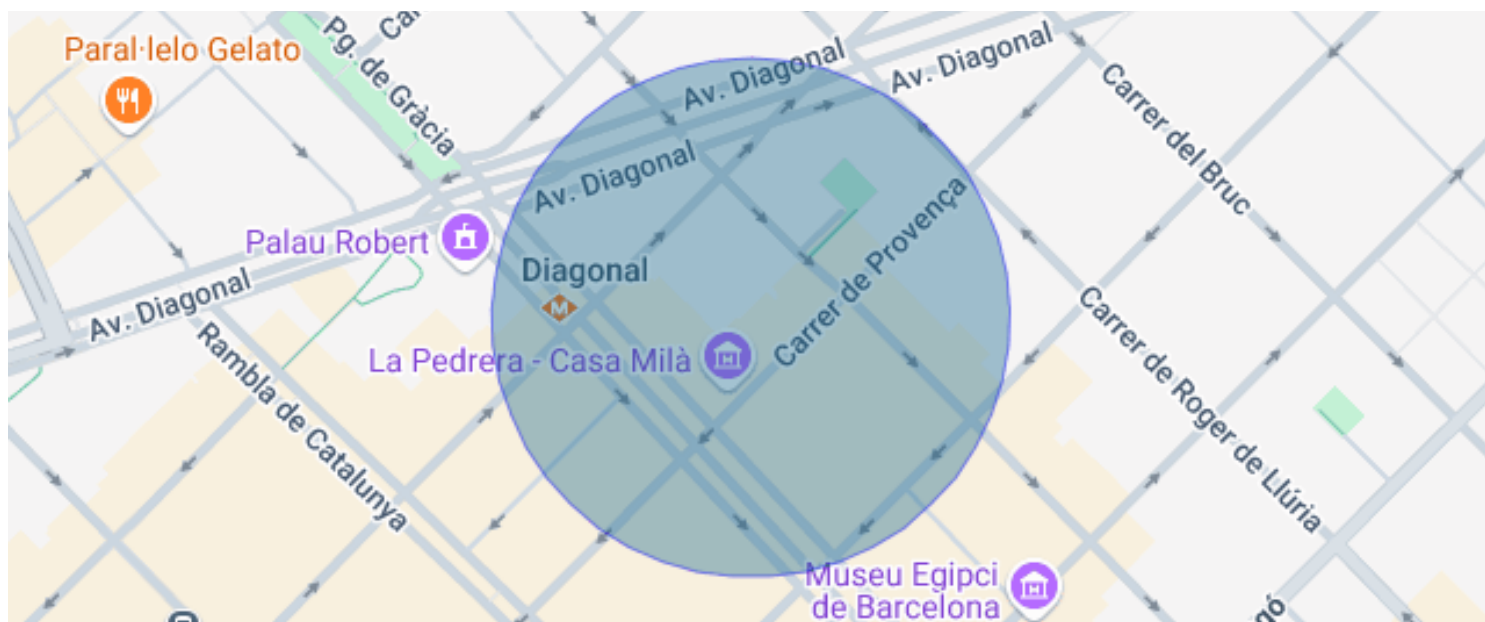 Paral·lelo Gelato
Pg. de Gràcia
Av. Diagonal
Av. Diagonal
Carrer del Bruc
Av. Diagonal
Palau Robert
Diagonal
M
Av. Diagonal
Carrer de Provença
La Pedrera - Casa Milà
Rambla de Catalunya
Carrer de Roger de Llúria
Museu Egipci
de Barcelona